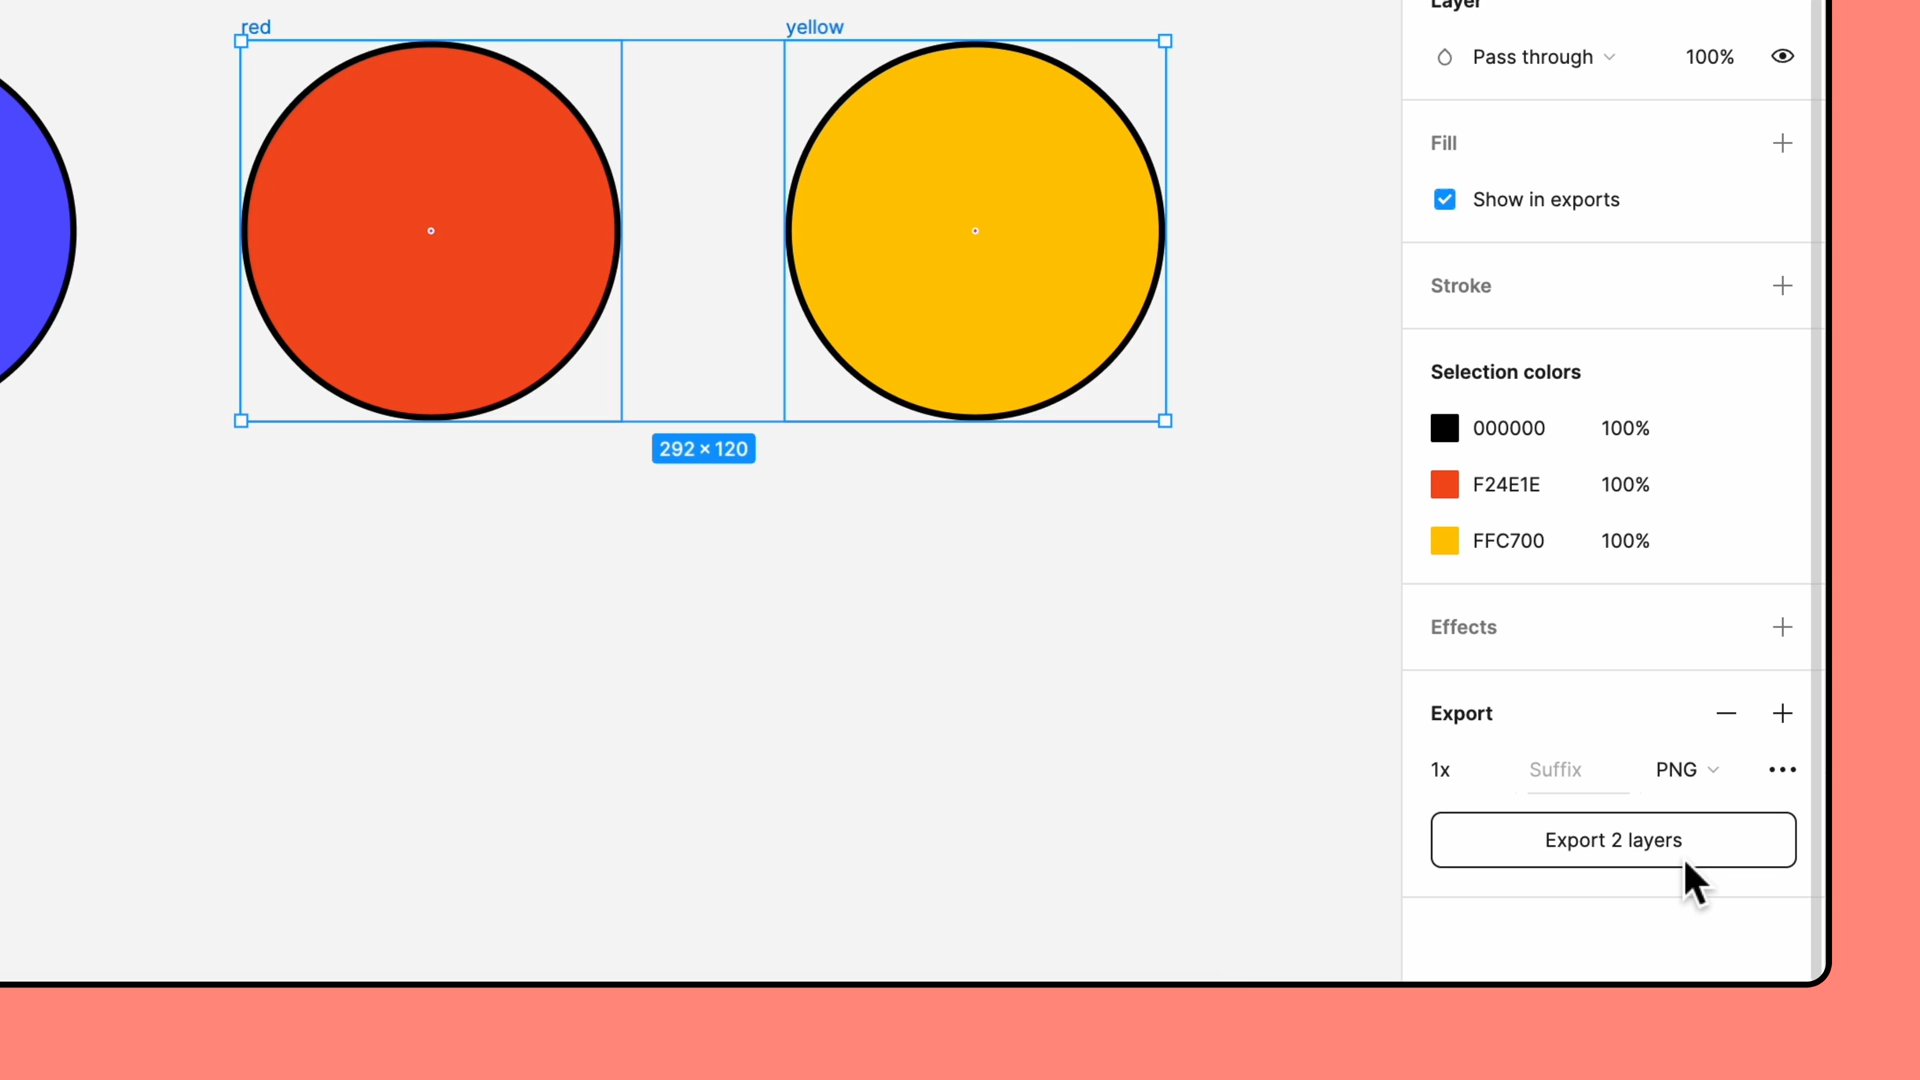 red
yellow
292 × 120
Layer
Pass through
100%
Fill
Show in exports
Stroke
Selection colors
000000 100%
F24E1E 100%
FFC700 100%
Effects
Export
1x Suffix PNG
Export 2 layers